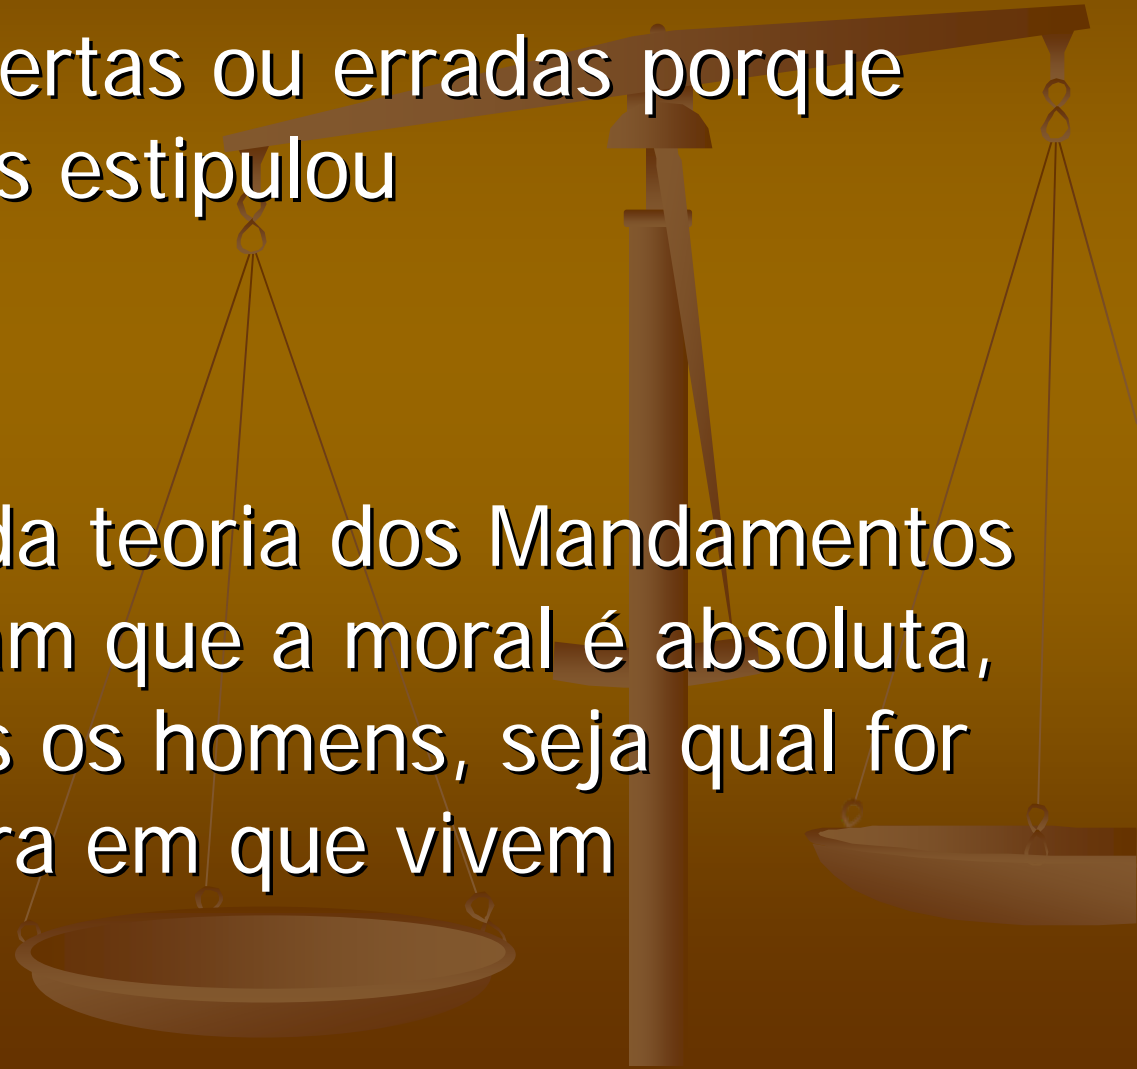 ertas ou erradas porque
s estipulou
da teoria dos Mandamentos
am que a moral é absoluta,
s os homens, seja qual for
ra em que vivem